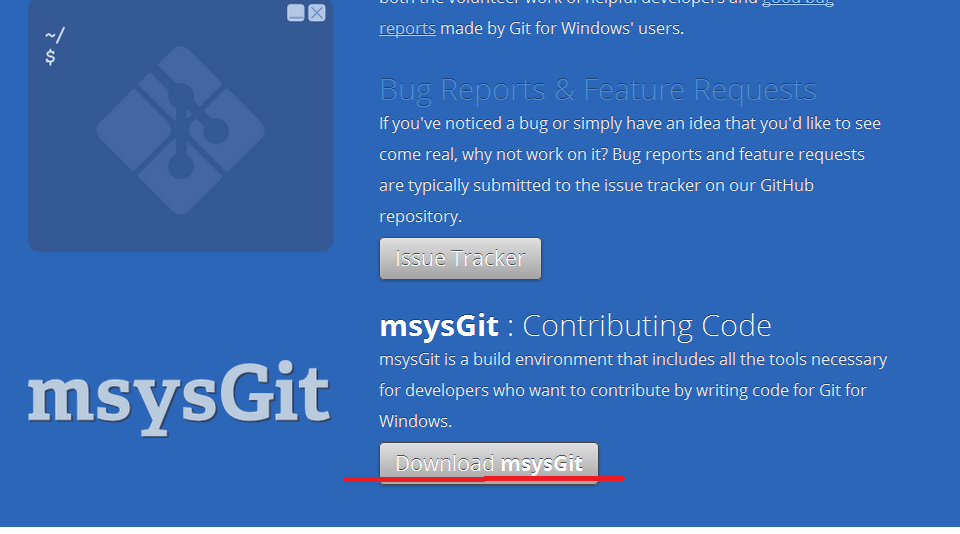 both the volunteer work of helpful developers and good bug
reports made by Git for Windows' users.
~/
$
Bug Reports & Feature Requests
If you've noticed a bug or simply have an idea that you'd like to see
come real, why not work on it? Bug reports and feature requests
are typically submitted to the issue tracker on our GitHub
repository.
Issue Tracker
msysGit : Contributing Code
msysGit is a build environment that includes all the tools necessary
for developers who want to contribute by writing code for Git for
Windows.
msysGit
Download msysGit